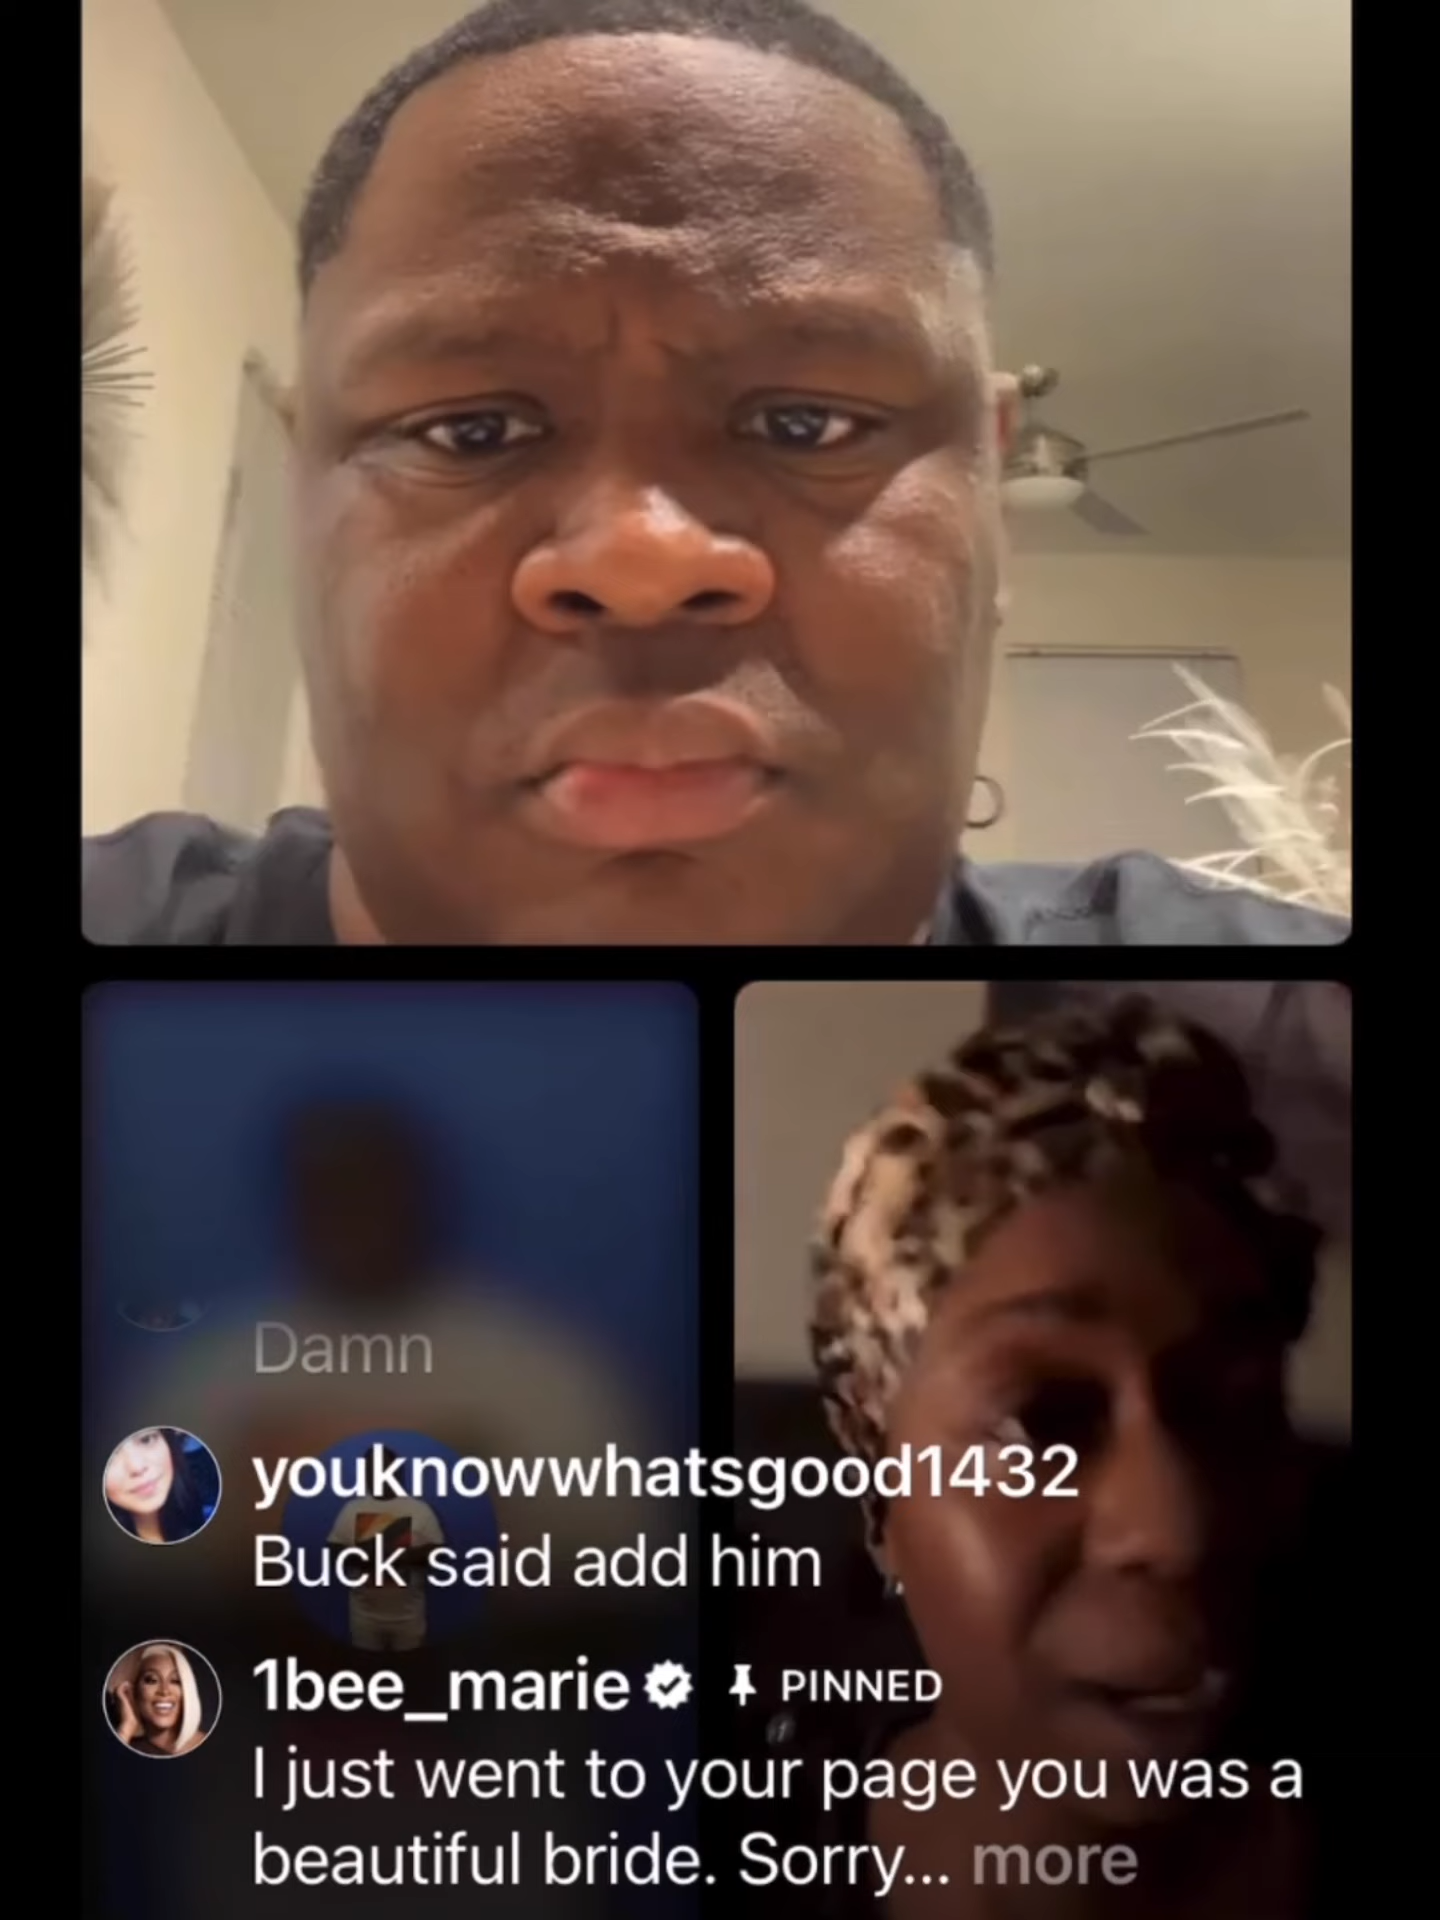 Damn
youknowwhatsgood1432
Buck said add him
1bee_marie PINNED
I just went to your page you was a
beautiful bride. Sorry... more